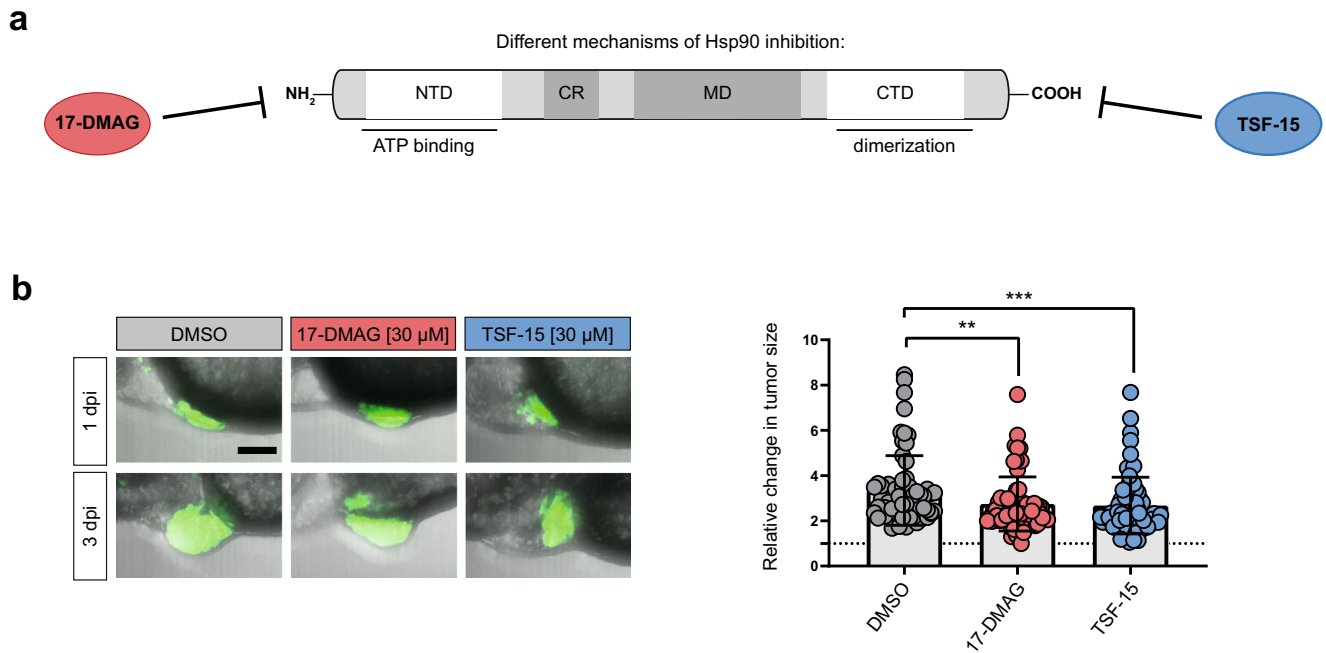 a
Different mechanisms of Hsp90 inhibition:
17-DMAG
NH2
NTD
CR
MD
CTD
COOH
TSF-15
ATP binding
dimerization
b
DMSO
17-DMAG [30 µM]
TSF-15 [30 µM]
1 dpi
3 dpi
Relative change in tumor size
10
8
6
4
2
0
**
***
DMSO
17-DMAG
TSF-15